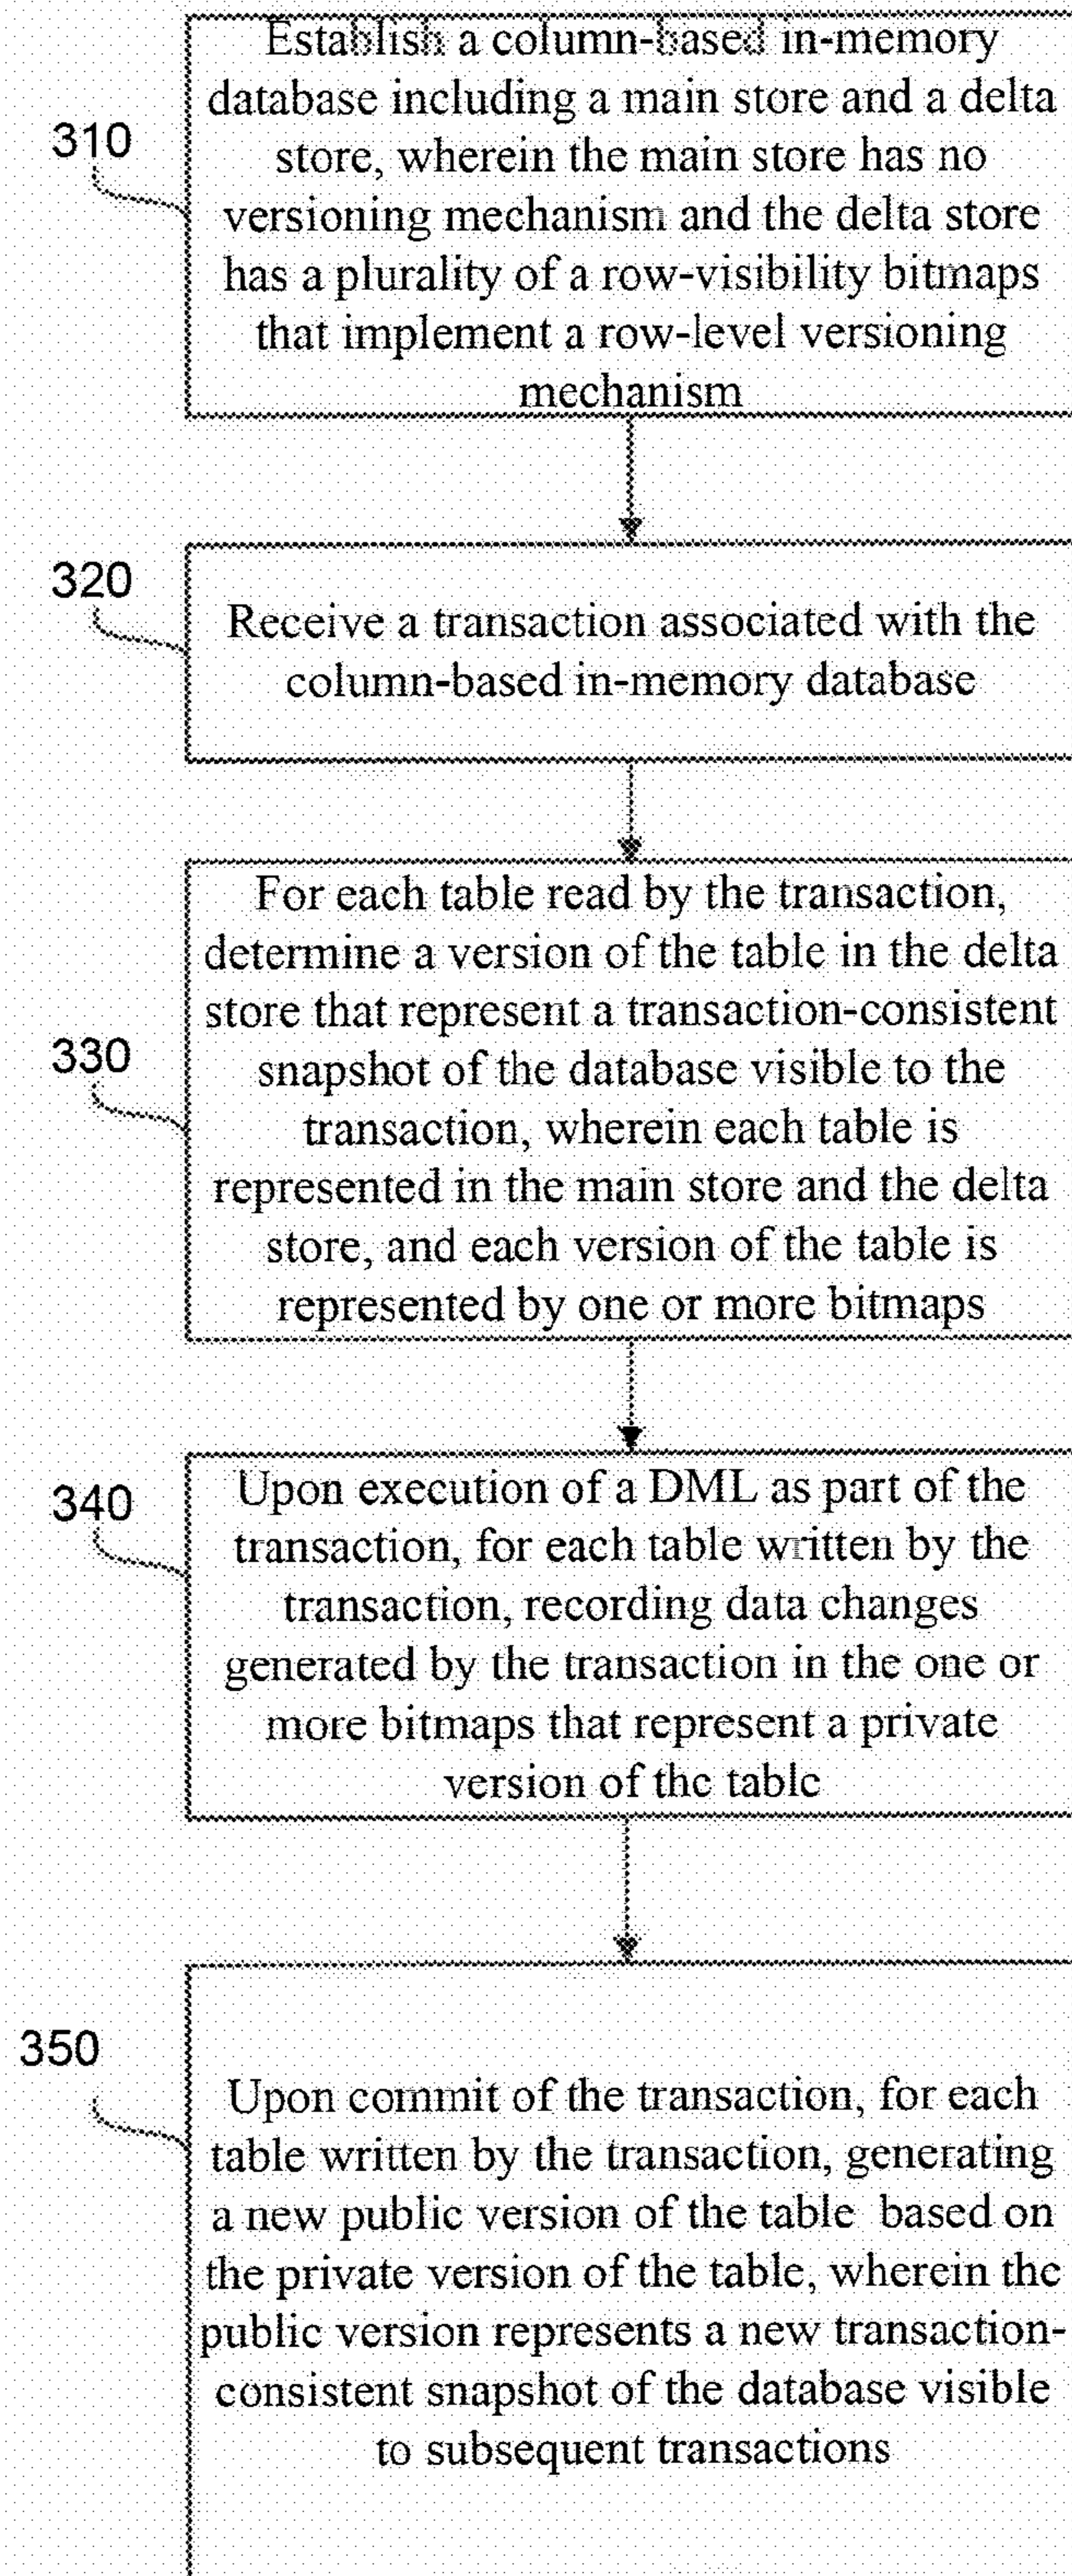 310
Establish a column-based in-memory
database including a main store and a delta
store, wherein the main store has no
versioning mechanism and the delta store
has a plurality of a row-visibility bitmaps
that implement a row-level versioning
mechanism
320
Receive a transaction associated with the
column-based in-memory database
330
For each table read by the transaction,
determine a version of the table in the delta
store that represent a transaction-consistent
snapshot of the database visible to the
transaction, wherein each table is
represented in the main store and the delta
store, and each version of the table is
represented by one or more bitmaps
340
Upon execution of a DML as part of the
transaction, for each table written by the
transaction, recording data changes
generated by the transaction in the one or
more bitmaps that represent a private
version of the table
350
Upon commit of the transaction, for each
table written by the transaction, generating
a new public version of the table based on
the private version of the table, wherein the
public version represents a new transaction-
consistent snapshot of the database visible
to subsequent transactions